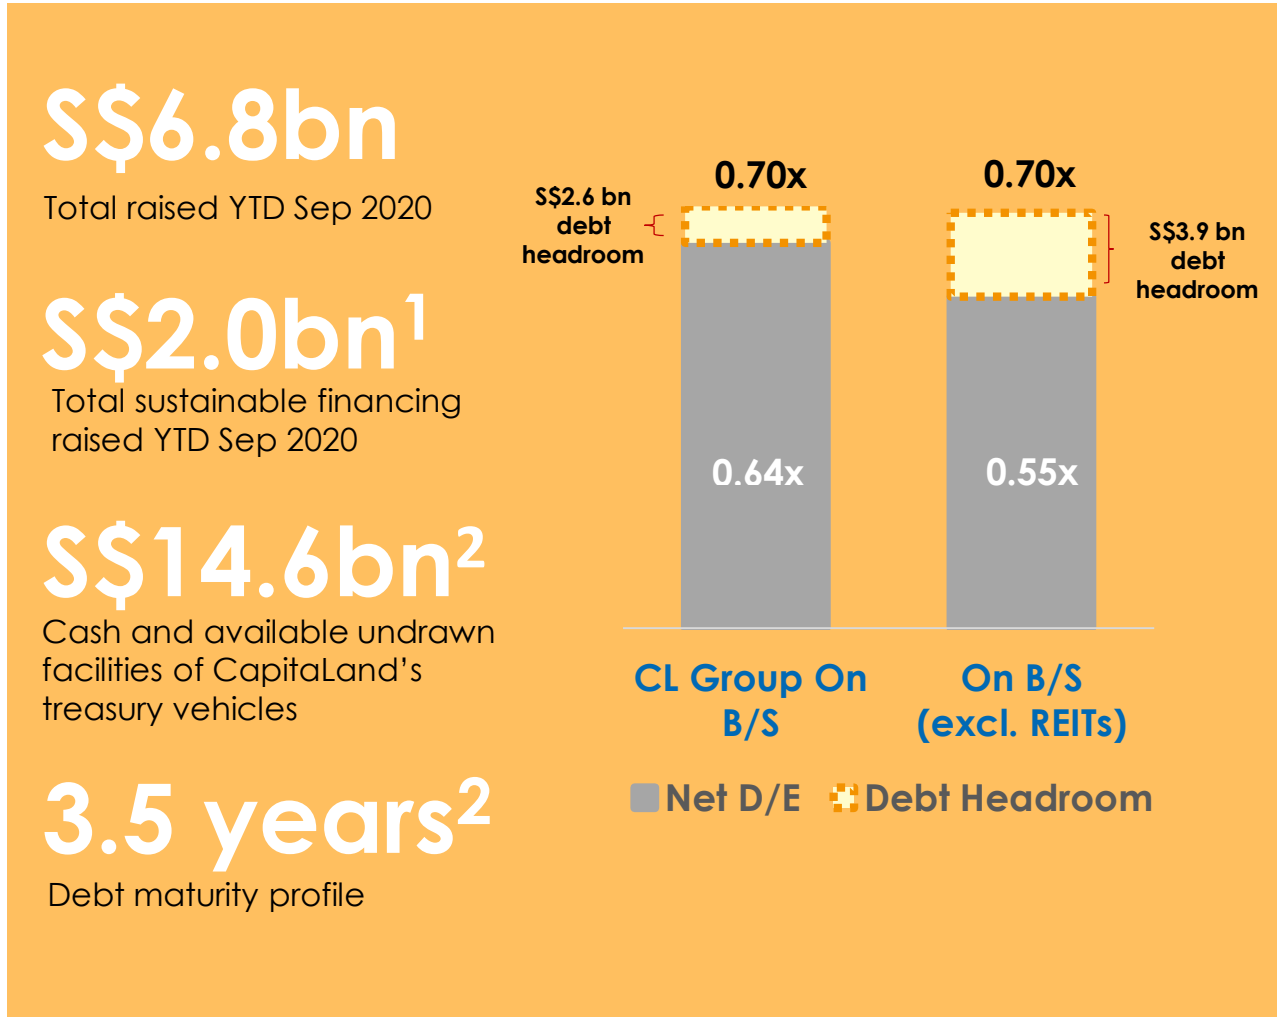 S$6.8bn
Total raised YTD Sep 2020
S$2.0bn¹
Total sustainable financing
raised YTD Sep 2020
S$14.6bn²
Cash and available undrawn
facilities of CapitaLand’s
treasury vehicles
3.5 years²
Debt maturity profile
S$2.6 bn
debt
headroom
0.70x
0.70x
S$3.9 bn
debt
headroom
0.64x
0.55x
CL Group On
B/S
On B/S
(excl. REITs)
Net D/E
Debt Headroom